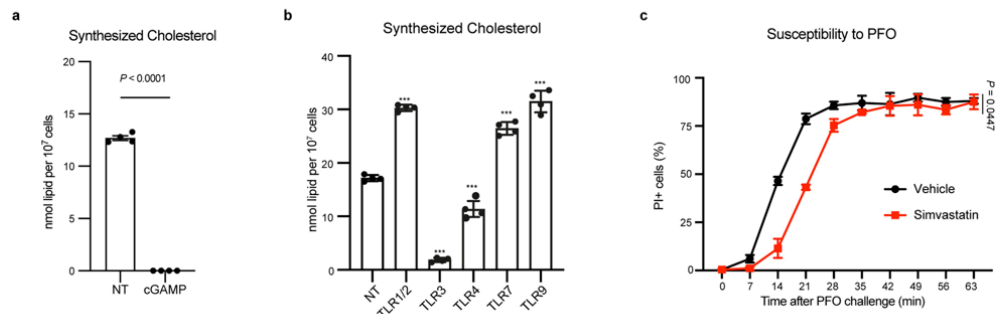 a
Synthesized Cholesterol
P < 0.0001
nmol lipid per 10⁷ cells
20
15
10
5
0
NT
cGAMP
b
Synthesized Cholesterol
nmol lipid per 10⁷ cells
40
30
20
10
0
***
***
***
***
***
NT
TLR1/2
TLR3
TLR4
TLR7
TLR9
c
Susceptibility to PFO
PI+ cells (%)
100
75
50
25
0
P = 0.0447
Vehicle
Simvastatin
0 7 14 21 28 35 42 49 56 63
Time after PFO challenge (min)